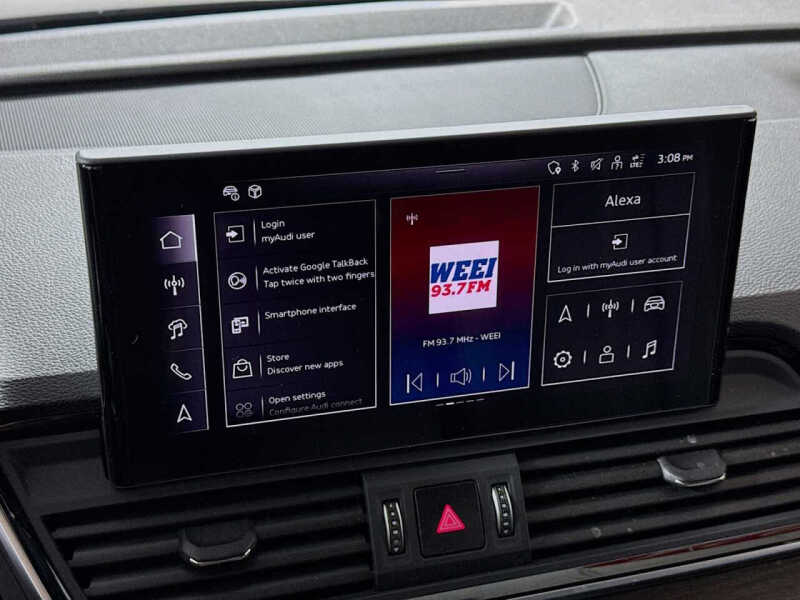 LTE
3:08 PM
Login
myAudi user
Activate Google TalkBack
Tap twice with two fingers
Smartphone interface
Store
Discover new apps
Open settings
Configure Audi connect
WEEI
93.7FM
FM 93.7 MHz - WEEI
Alexa
Log in with myAudi user account